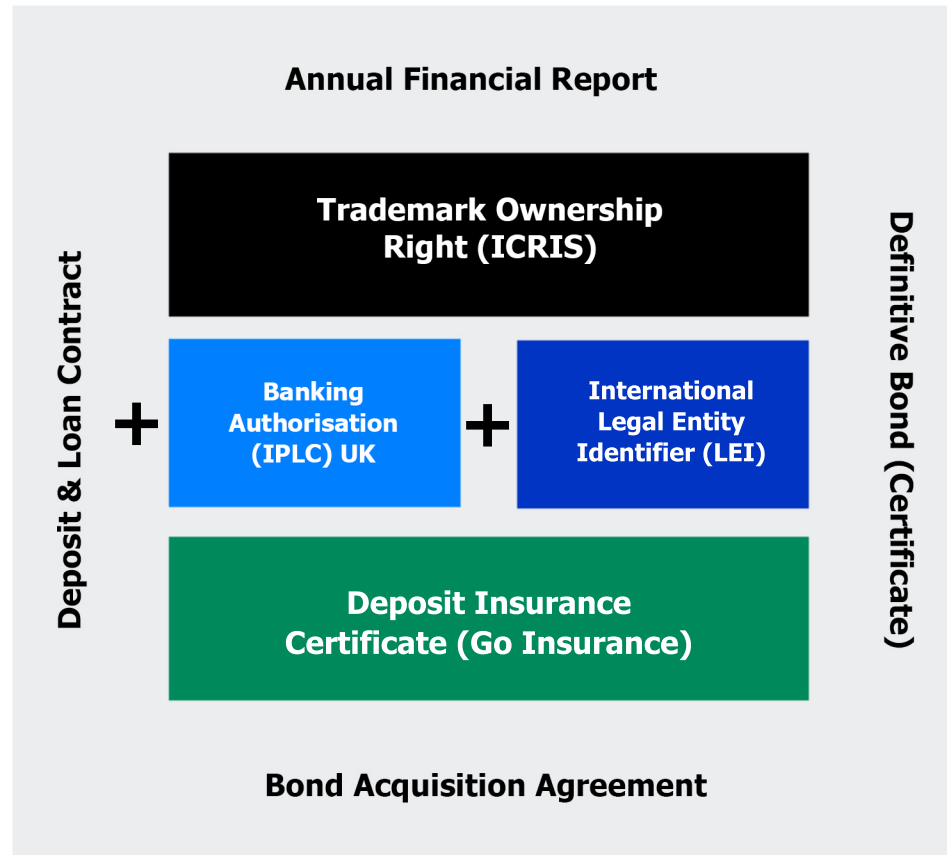 Annual Financial Report
Trademark Ownership
Right (ICRIS)
Deposit & Loan Contract
+
Banking
Authorisation
(IPLC) UK
+
International
Legal Entity
Identifier (LEI)
Definitive Bond (Certificate)
Deposit Insurance
Certificate (Go Insurance)
Bond Acquisition Agreement